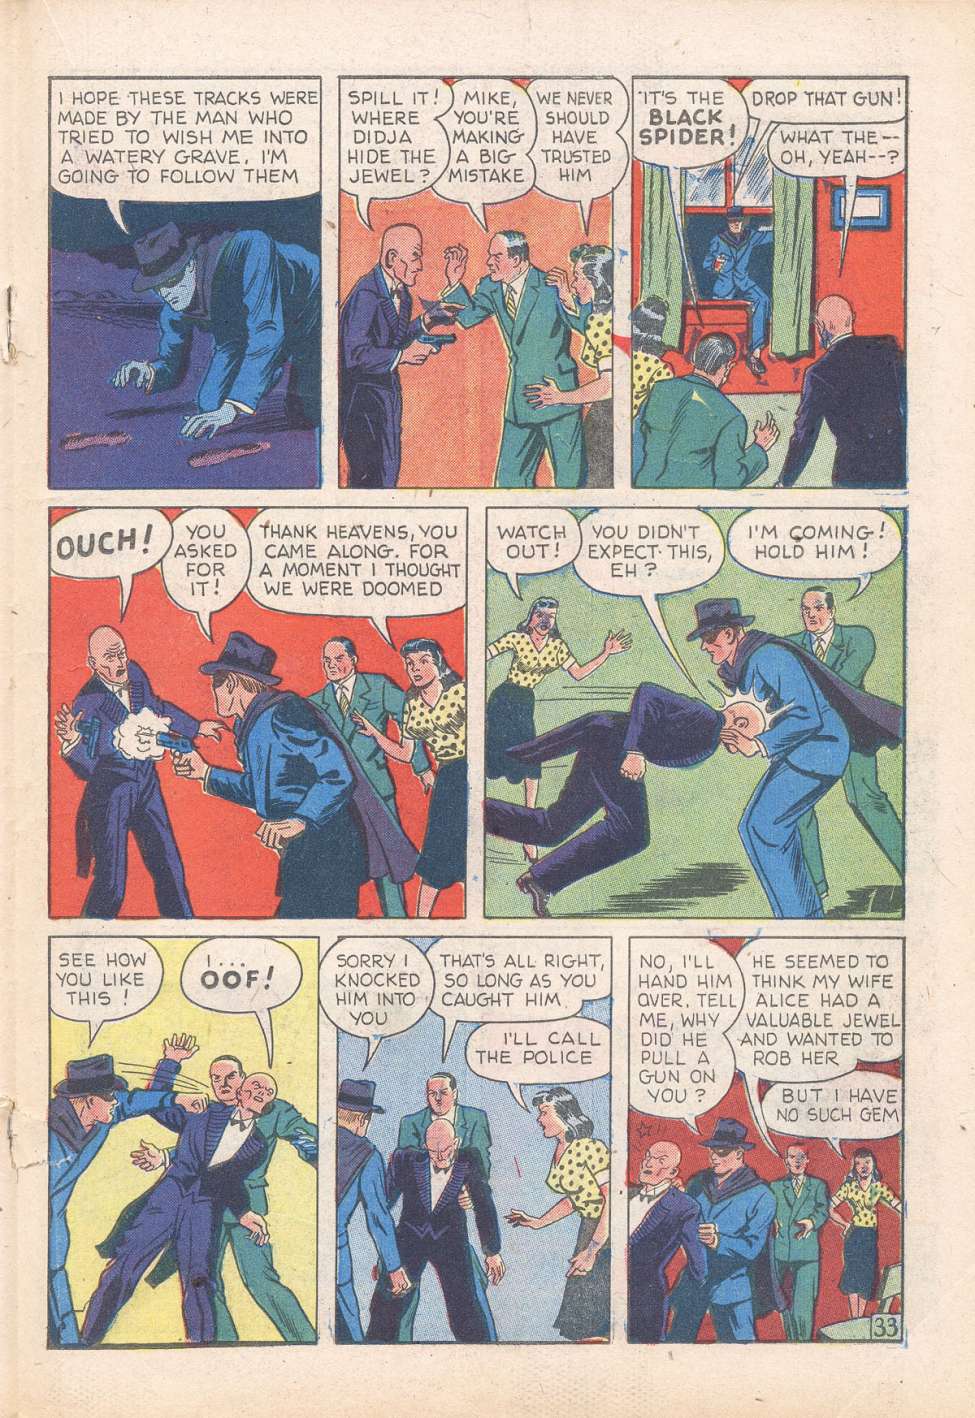 I HOPE THESE TRACKS WERE
MADE BY THE MAN WHO
TRIED TO WISH ME INTO
A WATERY GRAVE. I'M
GOING TO FOLLOW THEM
SPILL IT!
WHERE
DIDJA
HIDE THE
JEWEL?
MIKE,
YOU'RE
MAKING
A BIG
MISTAKE
WE NEVER
SHOULD
HAVE
TRUSTED
HIM
IT'S THE
BLACK
SPIDER!
DROP THAT GUN!
WHAT THE--
OH, YEAH--?
OUCH!
YOU
ASKED
FOR
IT!
THANK HEAVENS, YOU
CAME ALONG. FOR
A MOMENT I THOUGHT
WE WERE DOOMED
WATCH
OUT!
YOU DIDN'T
EXPECT THIS,
EH?
I'M COMING!
HOLD HIM!
SEE HOW
YOU LIKE
THIS!
I...
OOF!
SORRY I
KNOCKED
HIM INTO
YOU
THAT'S ALL RIGHT,
SO LONG AS YOU
CAUGHT HIM.
I'LL CALL
THE POLICE
NO, I'LL
HAND HIM
OVER. TELL
ME, WHY
DID HE
PULL A
GUN ON
YOU?
HE SEEMED TO
THINK MY WIFE
ALICE HAD A
VALUABLE JEWEL
AND WANTED TO
ROB HER
BUT I HAVE
NO SUCH GEM
33